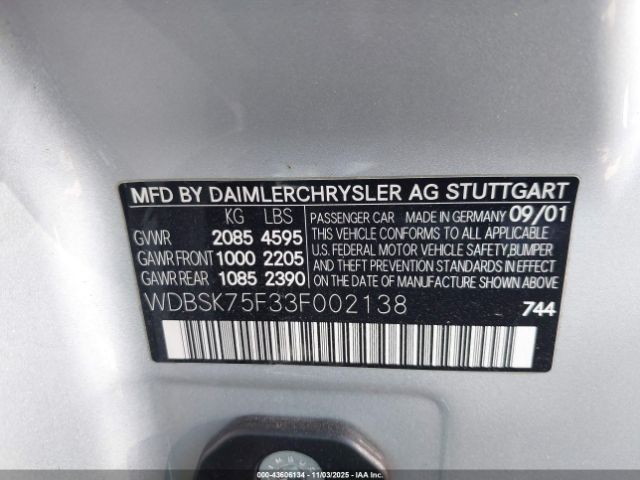 MFD BY DAIMLERCHRYSLER AG STUTTGART
KG LBS
GVWR 2085 4595
GAWR FRONT 1000 2205
GAWR REAR 1085 2390
PASSENGER CAR MADE IN GERMANY 09/01
THIS VEHICLE CONFORMS TO ALL APPLICABLE
U.S. FEDERAL MOTOR VEHICLE SAFETY, BUMPER
AND THEFT PREVENTION STANDARDS IN EFFECT
ON THE DATE OF MANUFACTURE SHOWN ABOVE
WDBSK75F33F002138
744
000-43606134 - 11/03/2025 - IAAI.COM